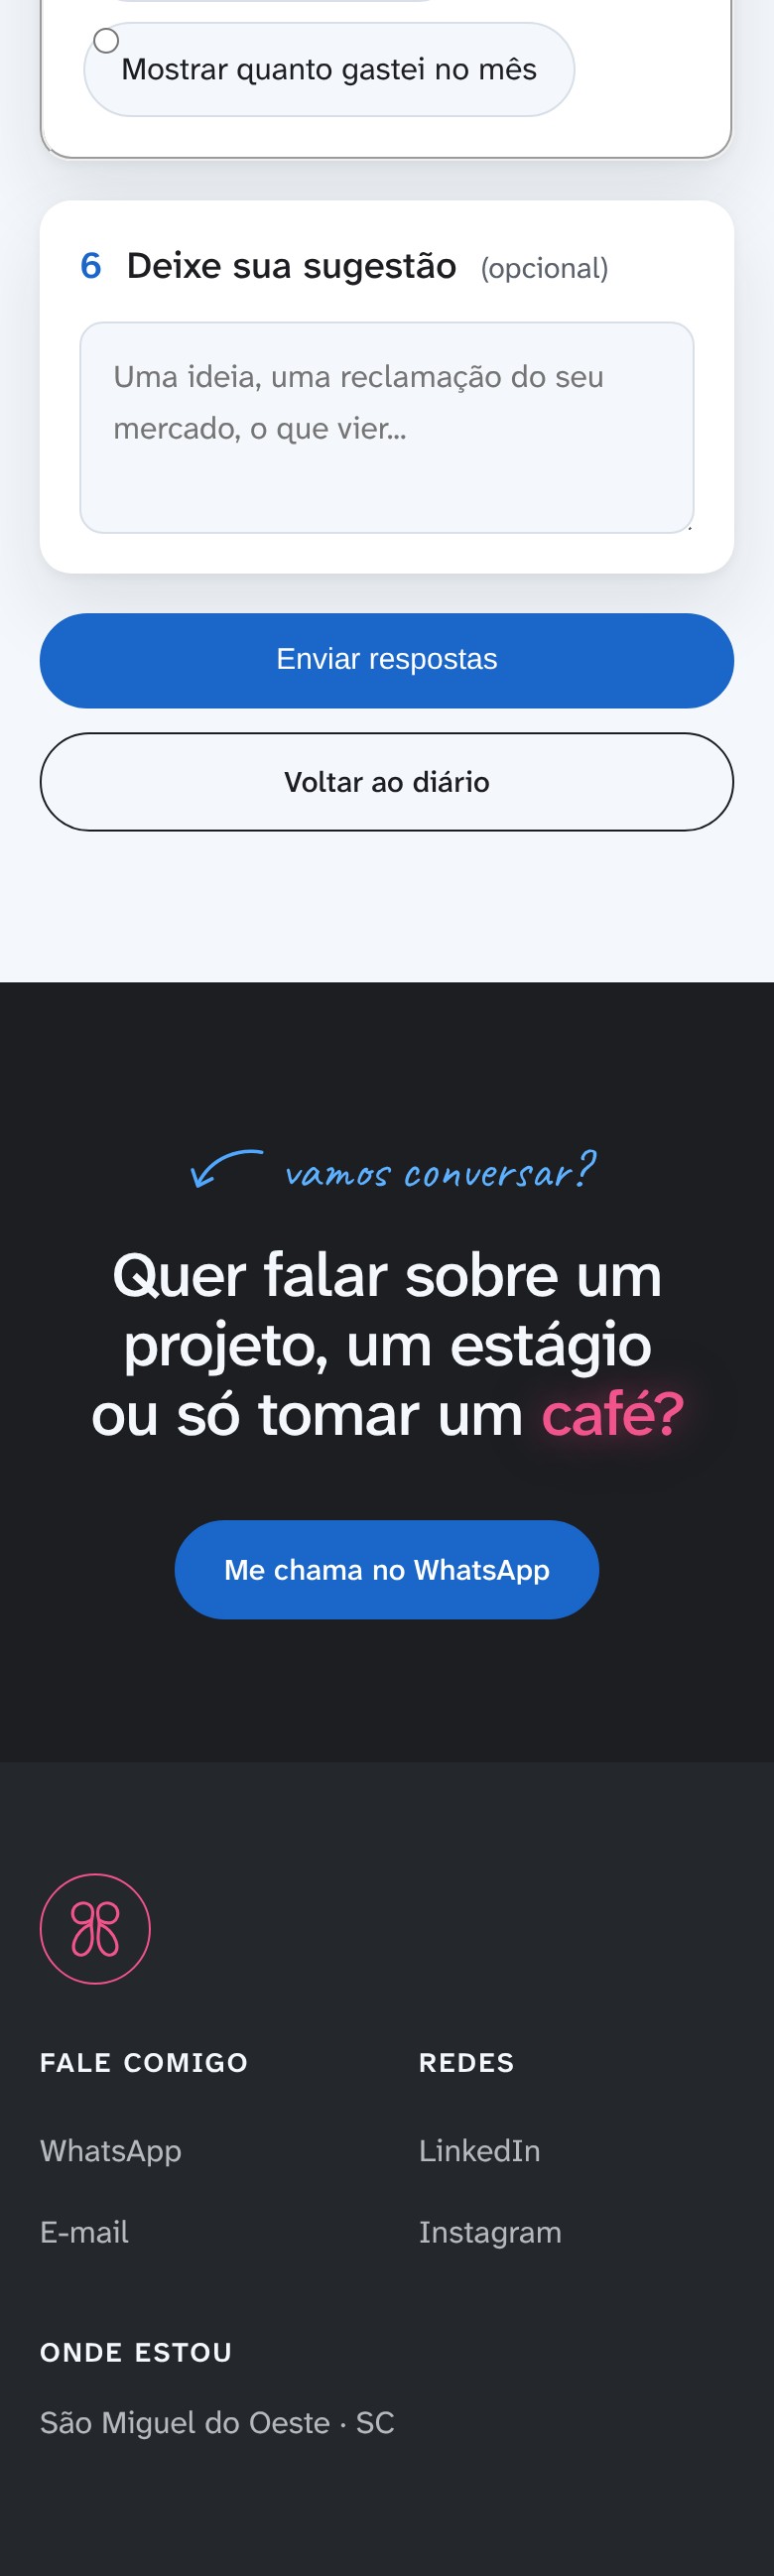 Mostrar quanto gastei no mês
6 Deixe sua sugestão (opcional)
Uma ideia, uma reclamação do seu
mercado, o que vier...
Enviar respostas
Voltar ao diário
vamos conversar?
Quer falar sobre um
projeto, um estágio
ou só tomar um café?
Me chama no WhatsApp
FALE COMIGO
WhatsApp
E-mail
REDES
LinkedIn
Instagram
ONDE ESTOU
São Miguel do Oeste · SC